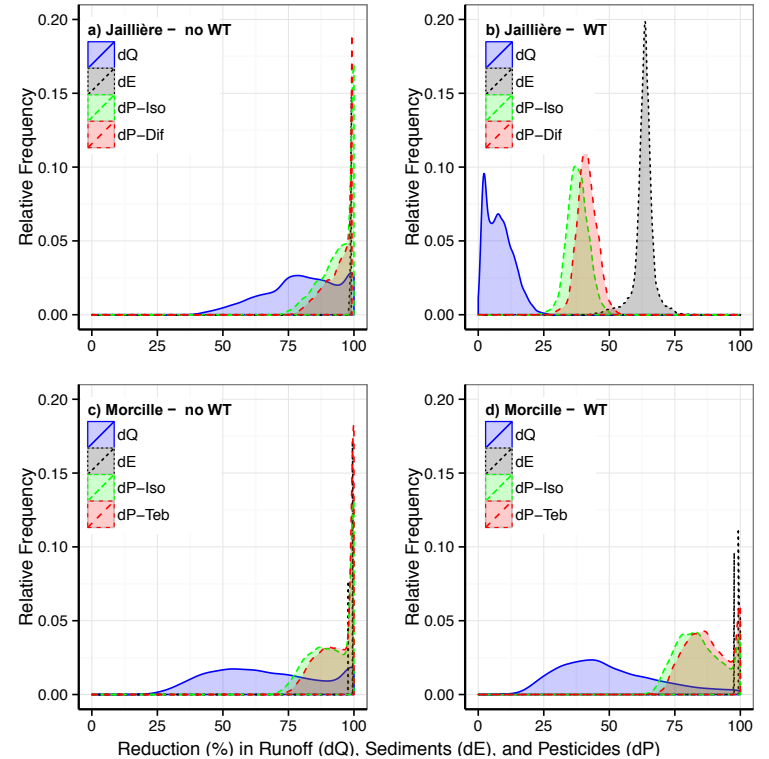 a) Jaillière − no WT
dQ
dE
dP−Iso
dP−Dif
0.20
0.15
0.10
0.05
0.00
Relative Frequency
0 25 50 75 100
b) Jaillière − WT
dQ
dE
dP−Iso
dP−Dif
0.20
0.15
0.10
0.05
0.00
Relative Frequency
0 25 50 75 100
c) Morcille − no WT
dQ
dE
dP−Iso
dP−Teb
0.20
0.15
0.10
0.05
0.00
Relative Frequency
0 25 50 75 100
d) Morcille − WT
dQ
dE
dP−Iso
dP−Teb
0.20
0.15
0.10
0.05
0.00
Relative Frequency
0 25 50 75 100
Reduction (%) in Runoff (dQ), Sediments (dE), and Pesticides (dP)